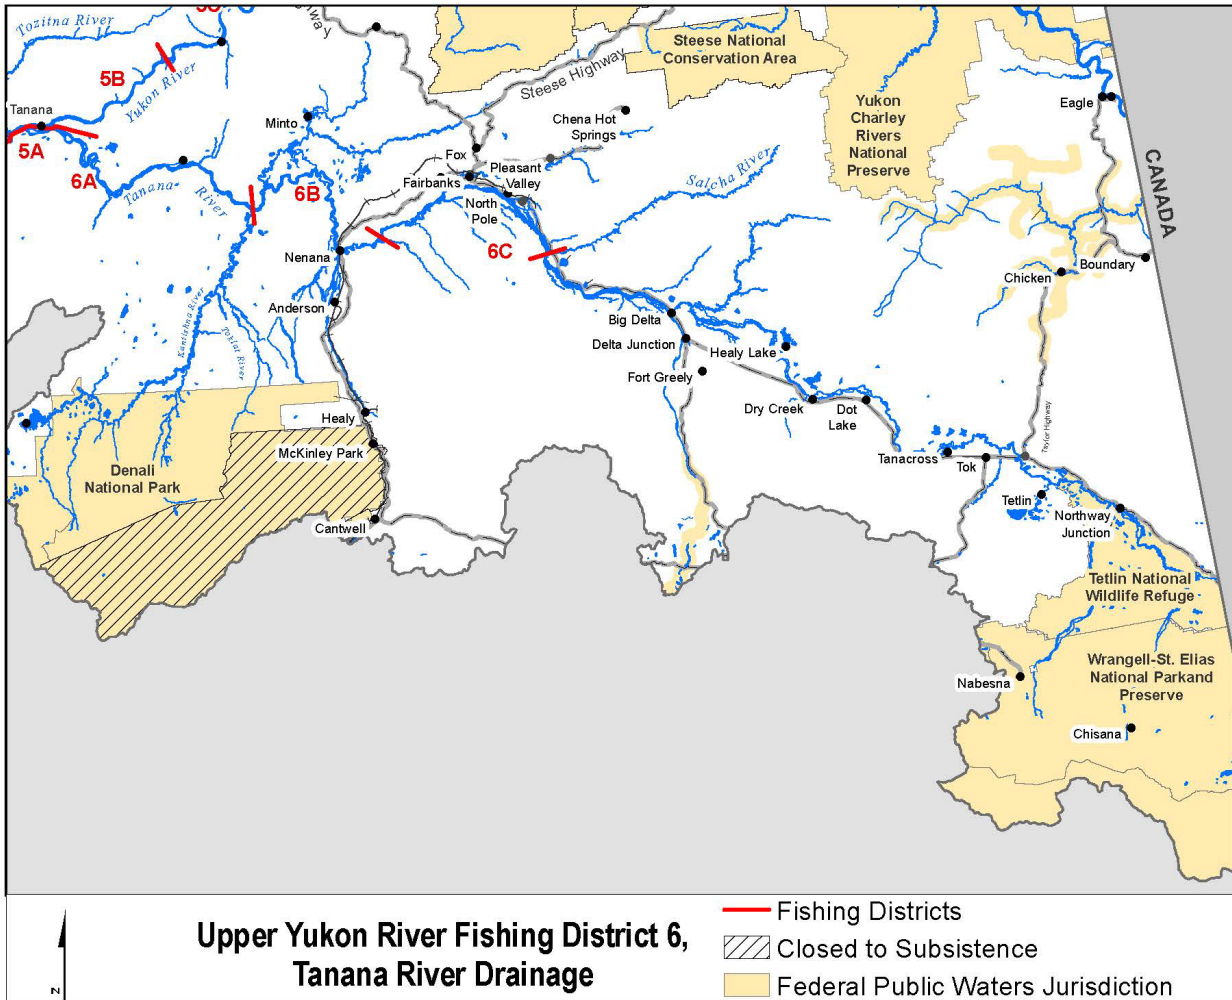 Tozitna River
Steese National
Conservation Area
Steese Highway
5B
Yukon River
Tanana
5A
6A
Tanana River
Minto
6B
Chena Hot
Springs
Fox
Pleasant
Valley
Fairbanks
North
Pole
Salcha River
Yukon
Charley
Rivers
National
Preserve
Eagle
CANADA
Nenana
6C
Boundary
Chicken
Anderson
Kantishna River
Toklat River
Big Delta
Delta Junction
Healy Lake
Fort Greely
Dry Creek
Dot
Lake
Taylor Highway
Healy
McKinley Park
Denali
National Park
Cantwell
Tanacross
Tok
Tetlin
Northway
Junction
Tetlin National
Wildlife Refuge
Wrangell-St. Elias
National Parkand
Preserve
Nabesna
Chisana
N
Upper Yukon River Fishing District 6,
Tanana River Drainage
Fishing Districts
Closed to Subsistence
Federal Public Waters Jurisdiction